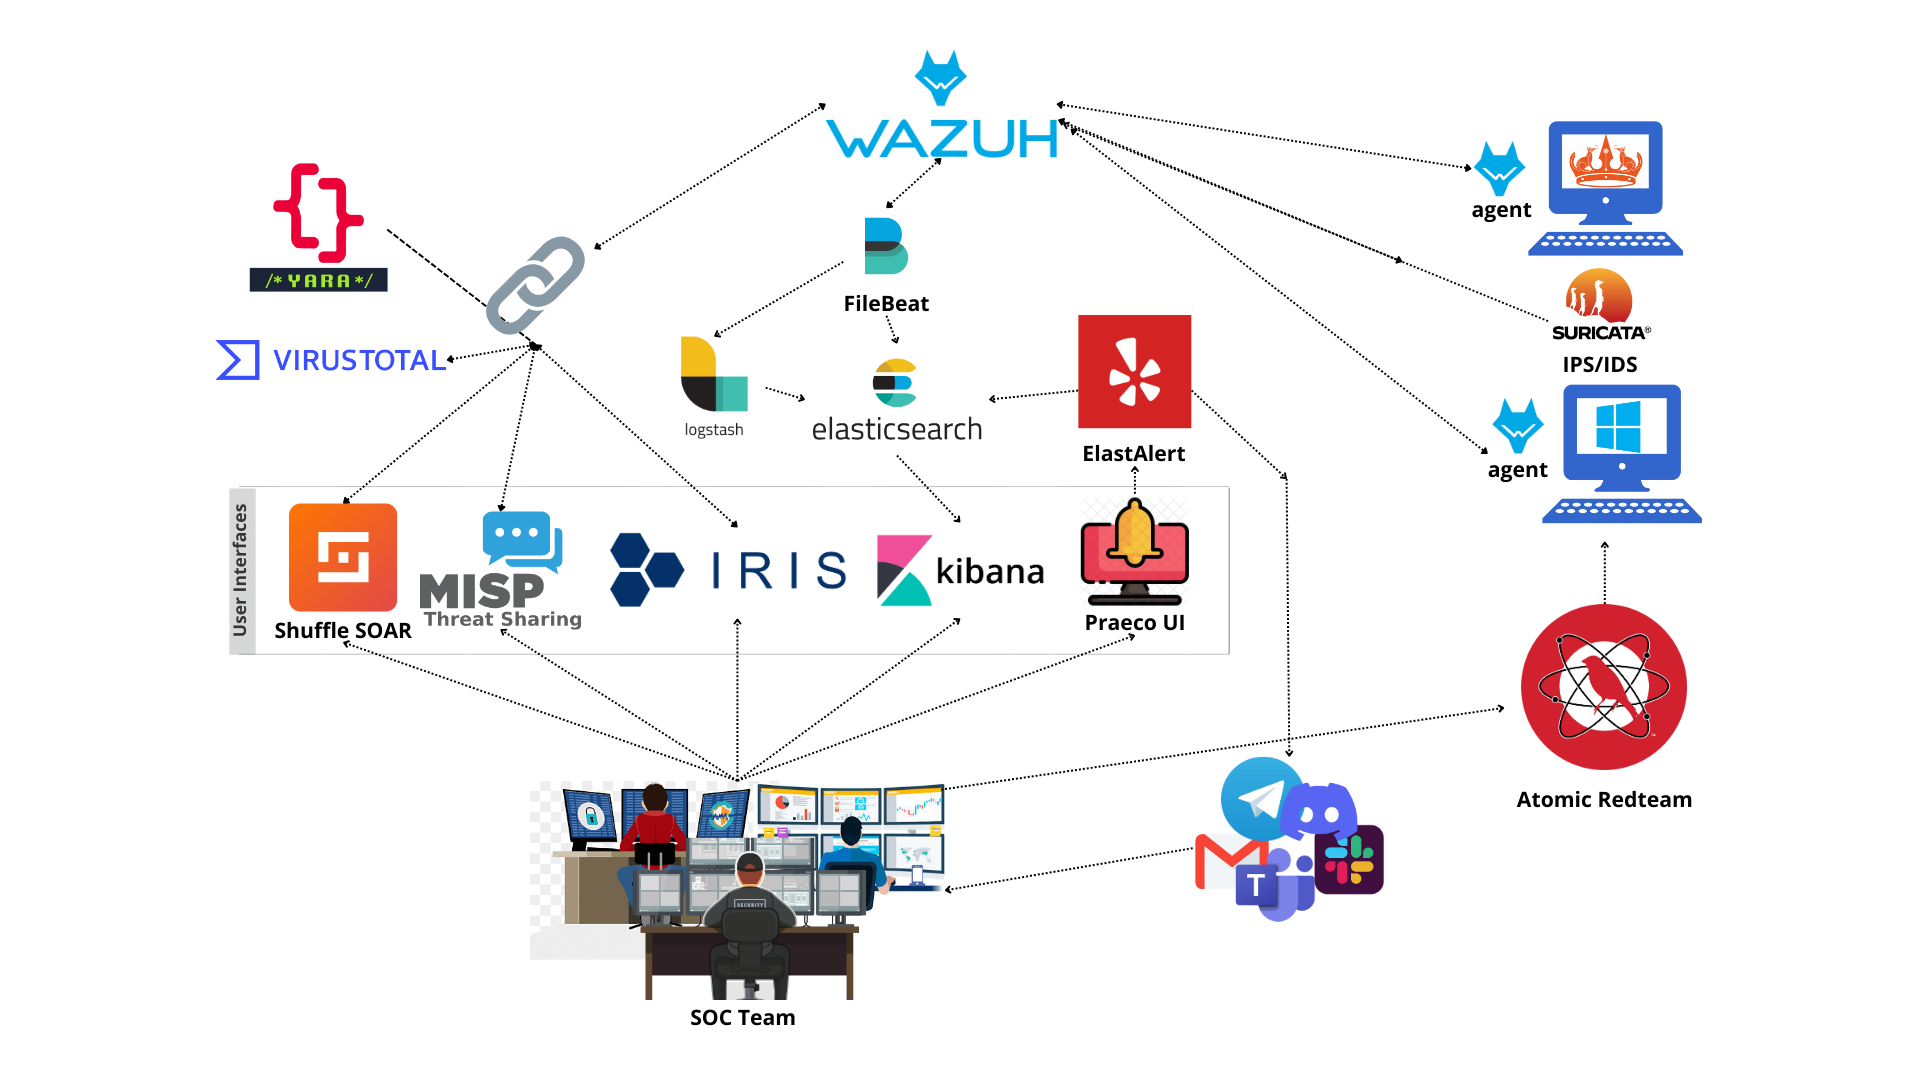 WAZUH
agent
/* YARA */
SURICATA®
FileBeat
IPS/IDS
VIRUSTOTAL
logstash
elasticsearch
ElastAlert
agent
User Interfaces
Shuffle SOAR
MISP
Threat Sharing
IRIS
kibana
Praeco UI
Atomic Redteam
T
SECURITY
SOC Team